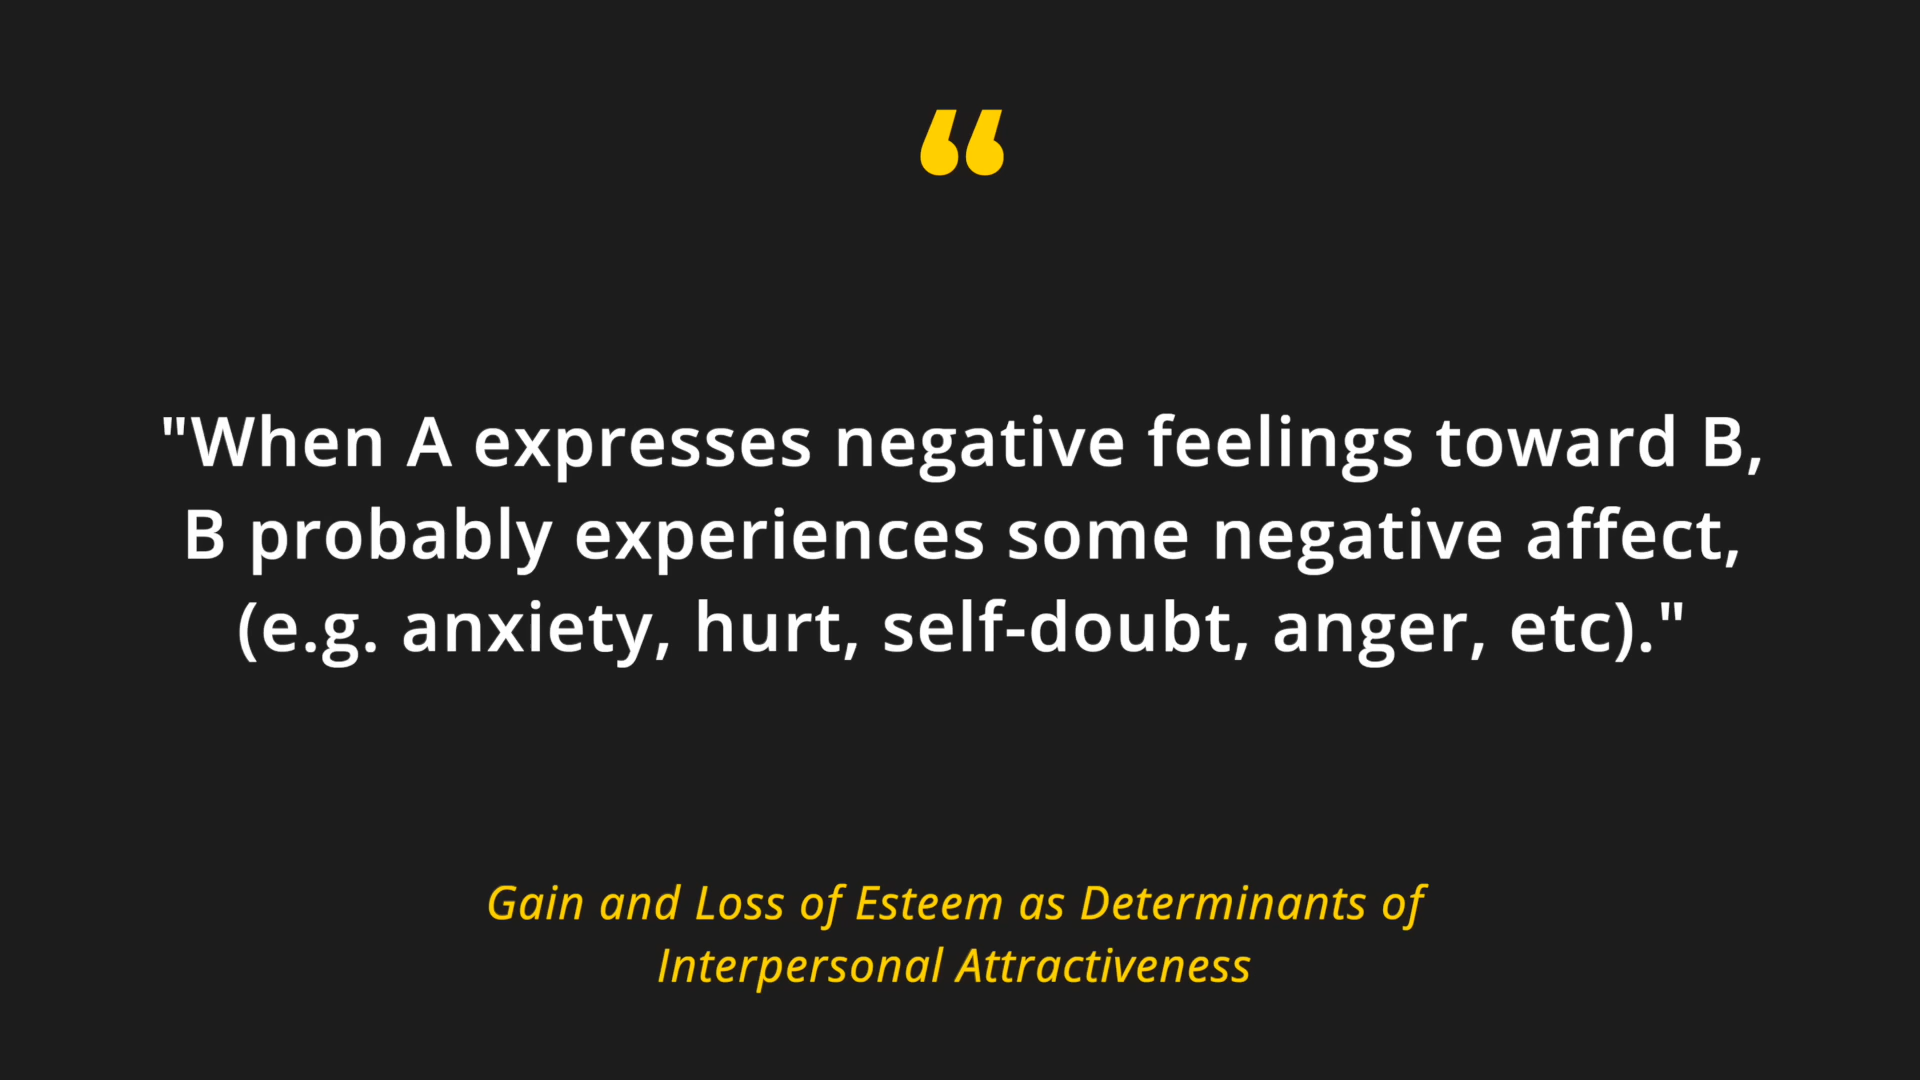 “
"When A expresses negative feelings toward B,
B probably experiences some negative affect,
(e.g. anxiety, hurt, self-doubt, anger, etc)."
Gain and Loss of Esteem as Determinants of
Interpersonal Attractiveness